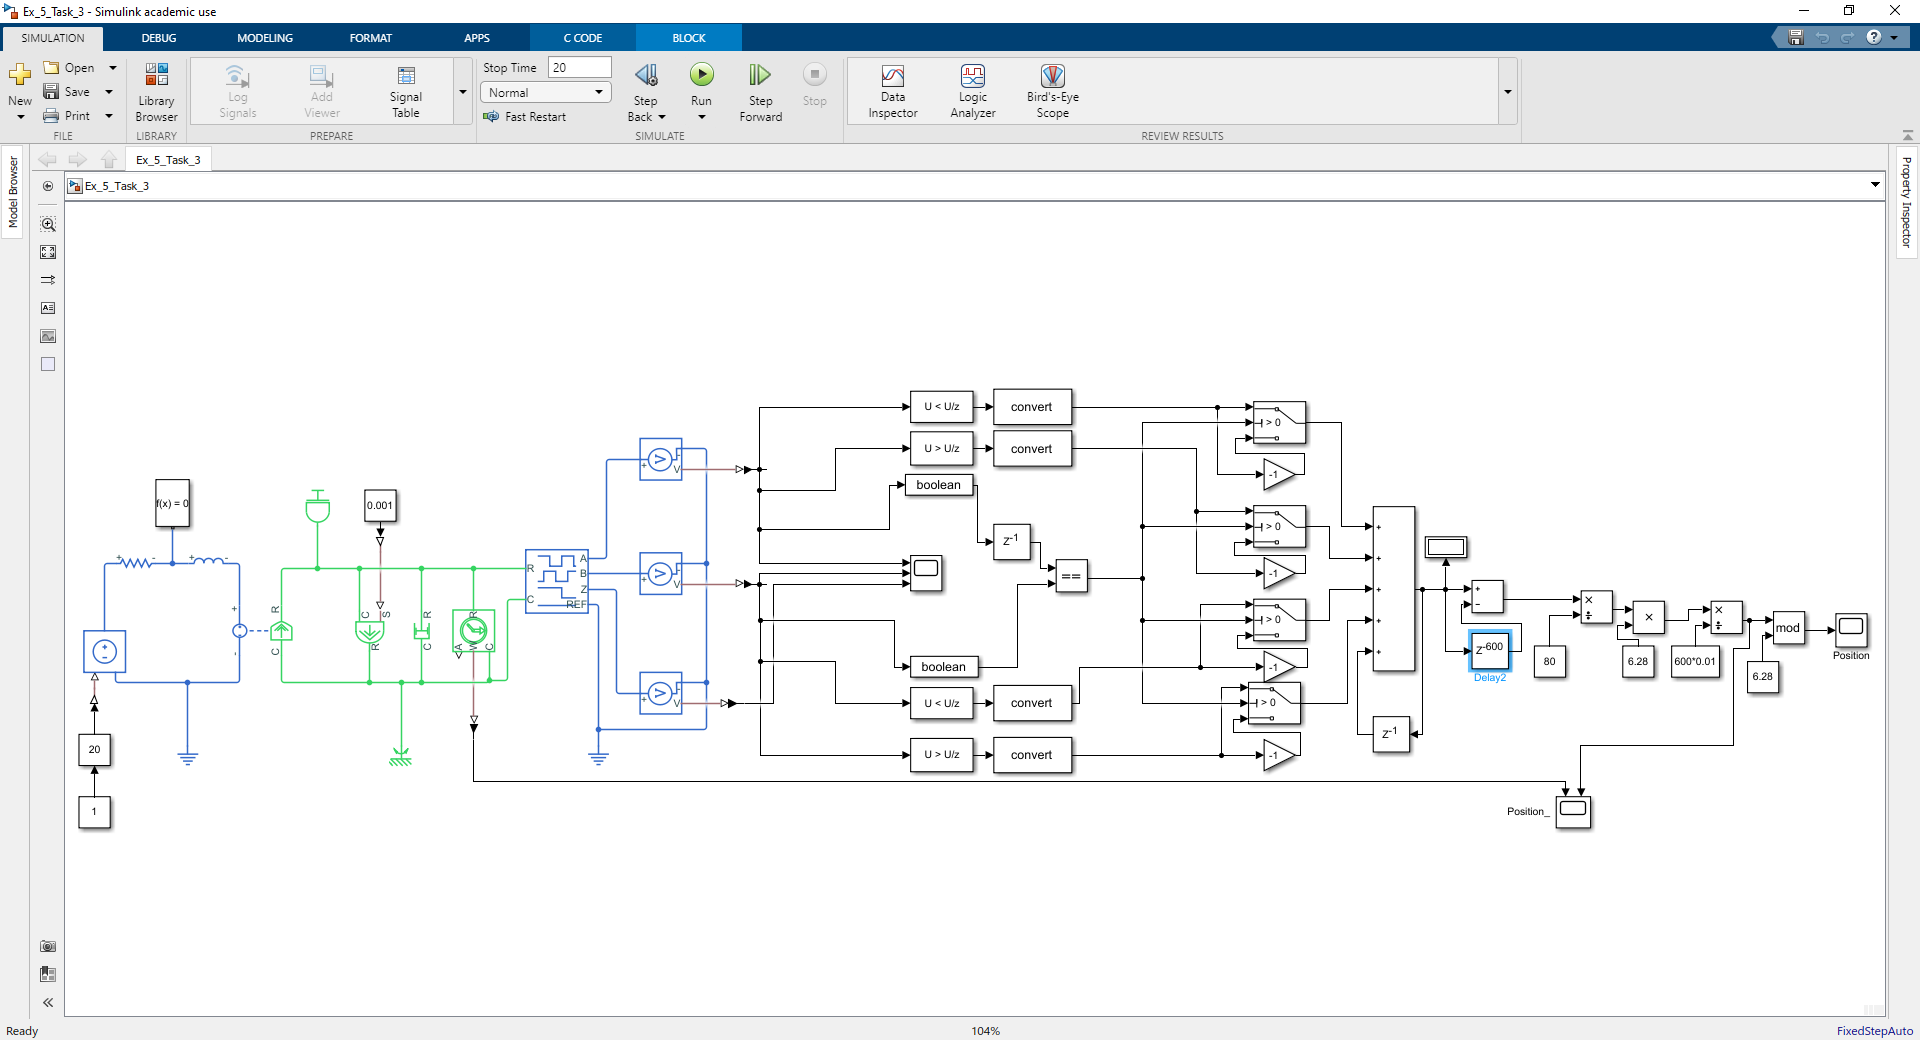 Ex_5_Task_3 - Simulink academic use
SIMULATION DEBUG MODELING FORMAT APPS C CODE BLOCK
New
Open
Save
Print
FILE
Library Browser
LIBRARY
Log Signals
Add Viewer
Signal Table
PREPARE
Stop Time 20
Normal
Fast Restart
Step Back
Run
Step Forward
Stop
SIMULATE
Data Inspector
Logic Analyzer
Bird's-Eye Scope
REVIEW RESULTS
Ex_5_Task_3
Ex_5_Task_3
Model Browser
Property Inspector
U < U/z
convert
> 0
-1
U > U/z
convert
boolean
f(x) = 0
0.001
z-1
> 0
-1
==
A
B
Z
REF
R
C
+
-
V
+
-
V
+
-
V
R
C
C
S
R
R
C
R
A
W
C
+
-
+
-
+
-
> 0
-1
boolean
U < U/z
convert
> 0
-1
U > U/z
convert
+
+
+
+
+
z-1
+
-
z-600
Delay2
×
÷
80
×
6.28
×
÷
600*0.01
mod
6.28
Position
20
1
Position_
Ready
104%
FixedStepAuto